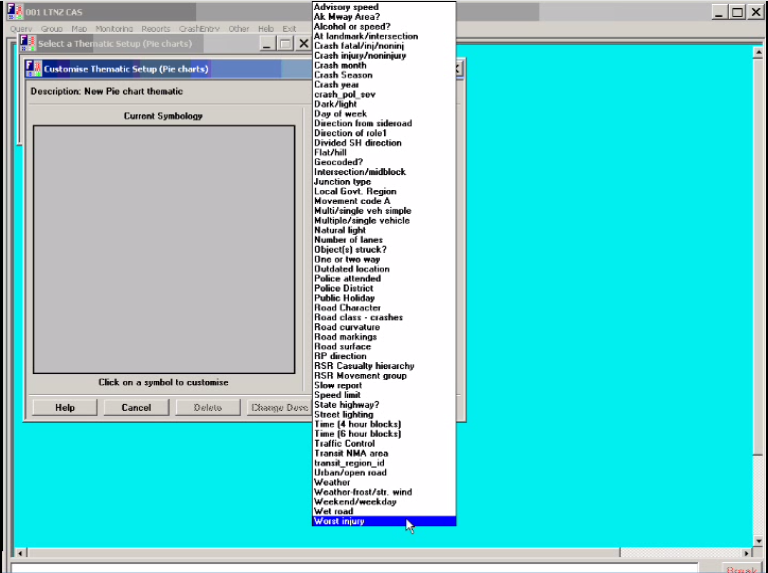 001 LTNZ CAS
Query Group Map Monitoring Reports CrashEntry Other Help Exit
Select a Thematic Setup (Pie charts)
Customise Thematic Setup (Pie charts)
Description: New Pie chart thematic
Current Symbology
Click on a symbol to customise
Help Cancel Delete Change Desc
Advisory speed
Ak Mway Area?
Alcohol or speed?
At landmark/intersection
Crash fatal/inj/noninj
Crash injury/noninjury
Crash month
Crash Season
Crash year
crash_pol_sev
Dark/light
Day of week
Direction from sideroad
Direction of role1
Divided SH direction
Flat/hill
Geocoded?
Intersection/midblock
Junction type
Local Govt. Region
Movement code A
Multi/single veh simple
Multiple/single vehicle
Natural light
Number of lanes
Object(s) struck?
One or two way
Outdated location
Police attended
Police District
Public Holiday
Road Character
Road class - crashes
Road curvature
Road markings
Road surface
RP direction
RSR Casualty hierarchy
RSR Movement group
Slow report
Speed limit
State highway?
Street lighting
Time (4 hour blocks)
Time (6 hour blocks)
Traffic Control
Transit NMA area
transit_region_id
Urban/open road
Weather
Weather-frost/str. wind
Weekend/weekday
Wet road
Worst injury
Break